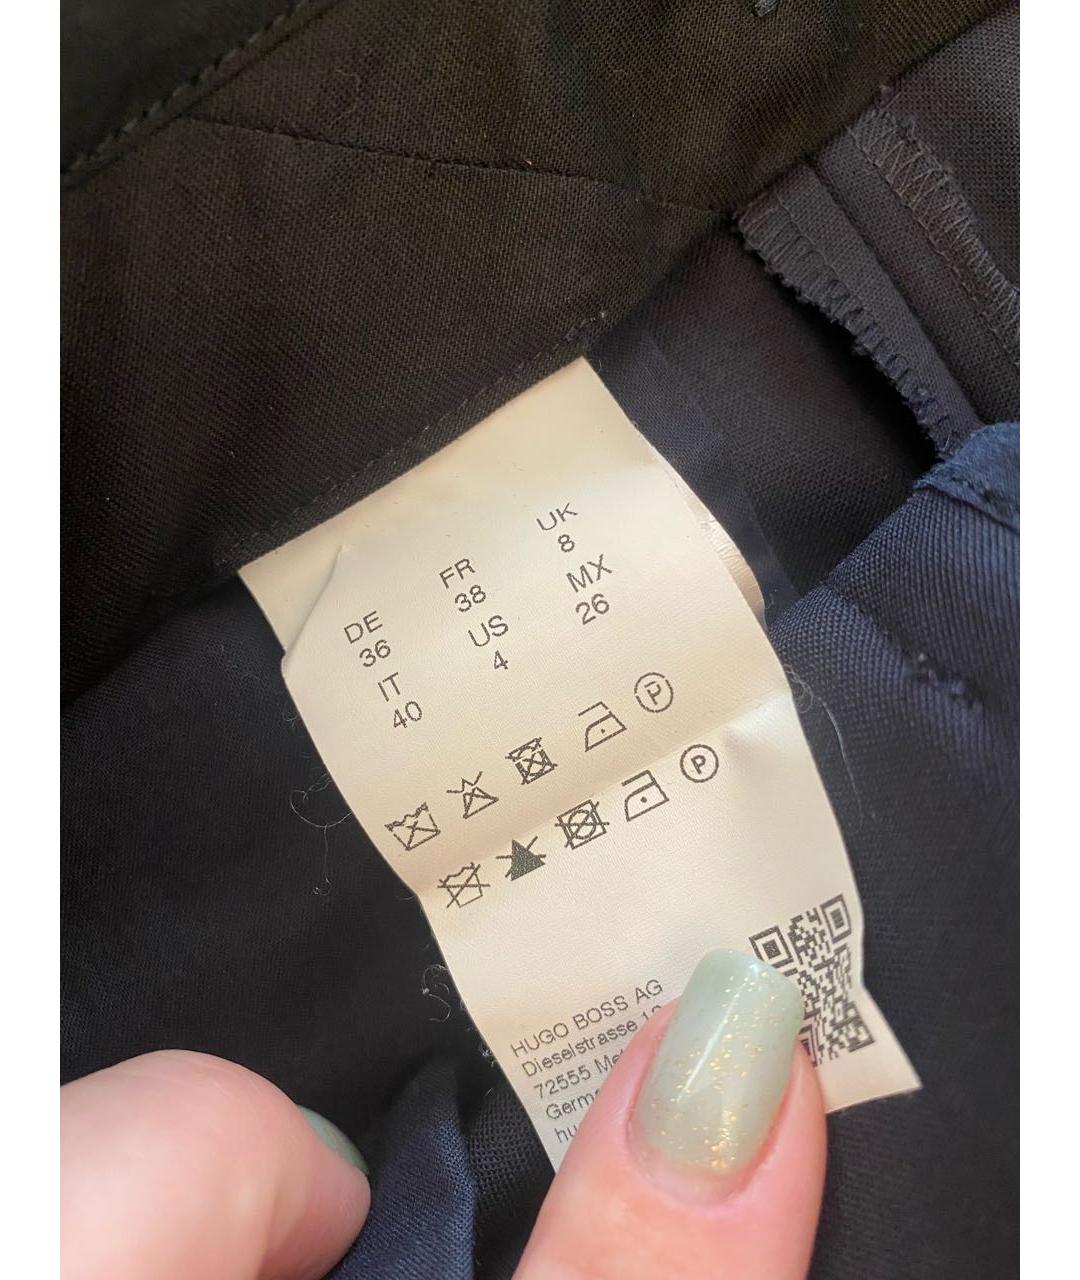 DE FR UK
36 38 8
IT US MX
40 4 26
P
P
HUGO BOSS AG
Dieselstrasse
72555